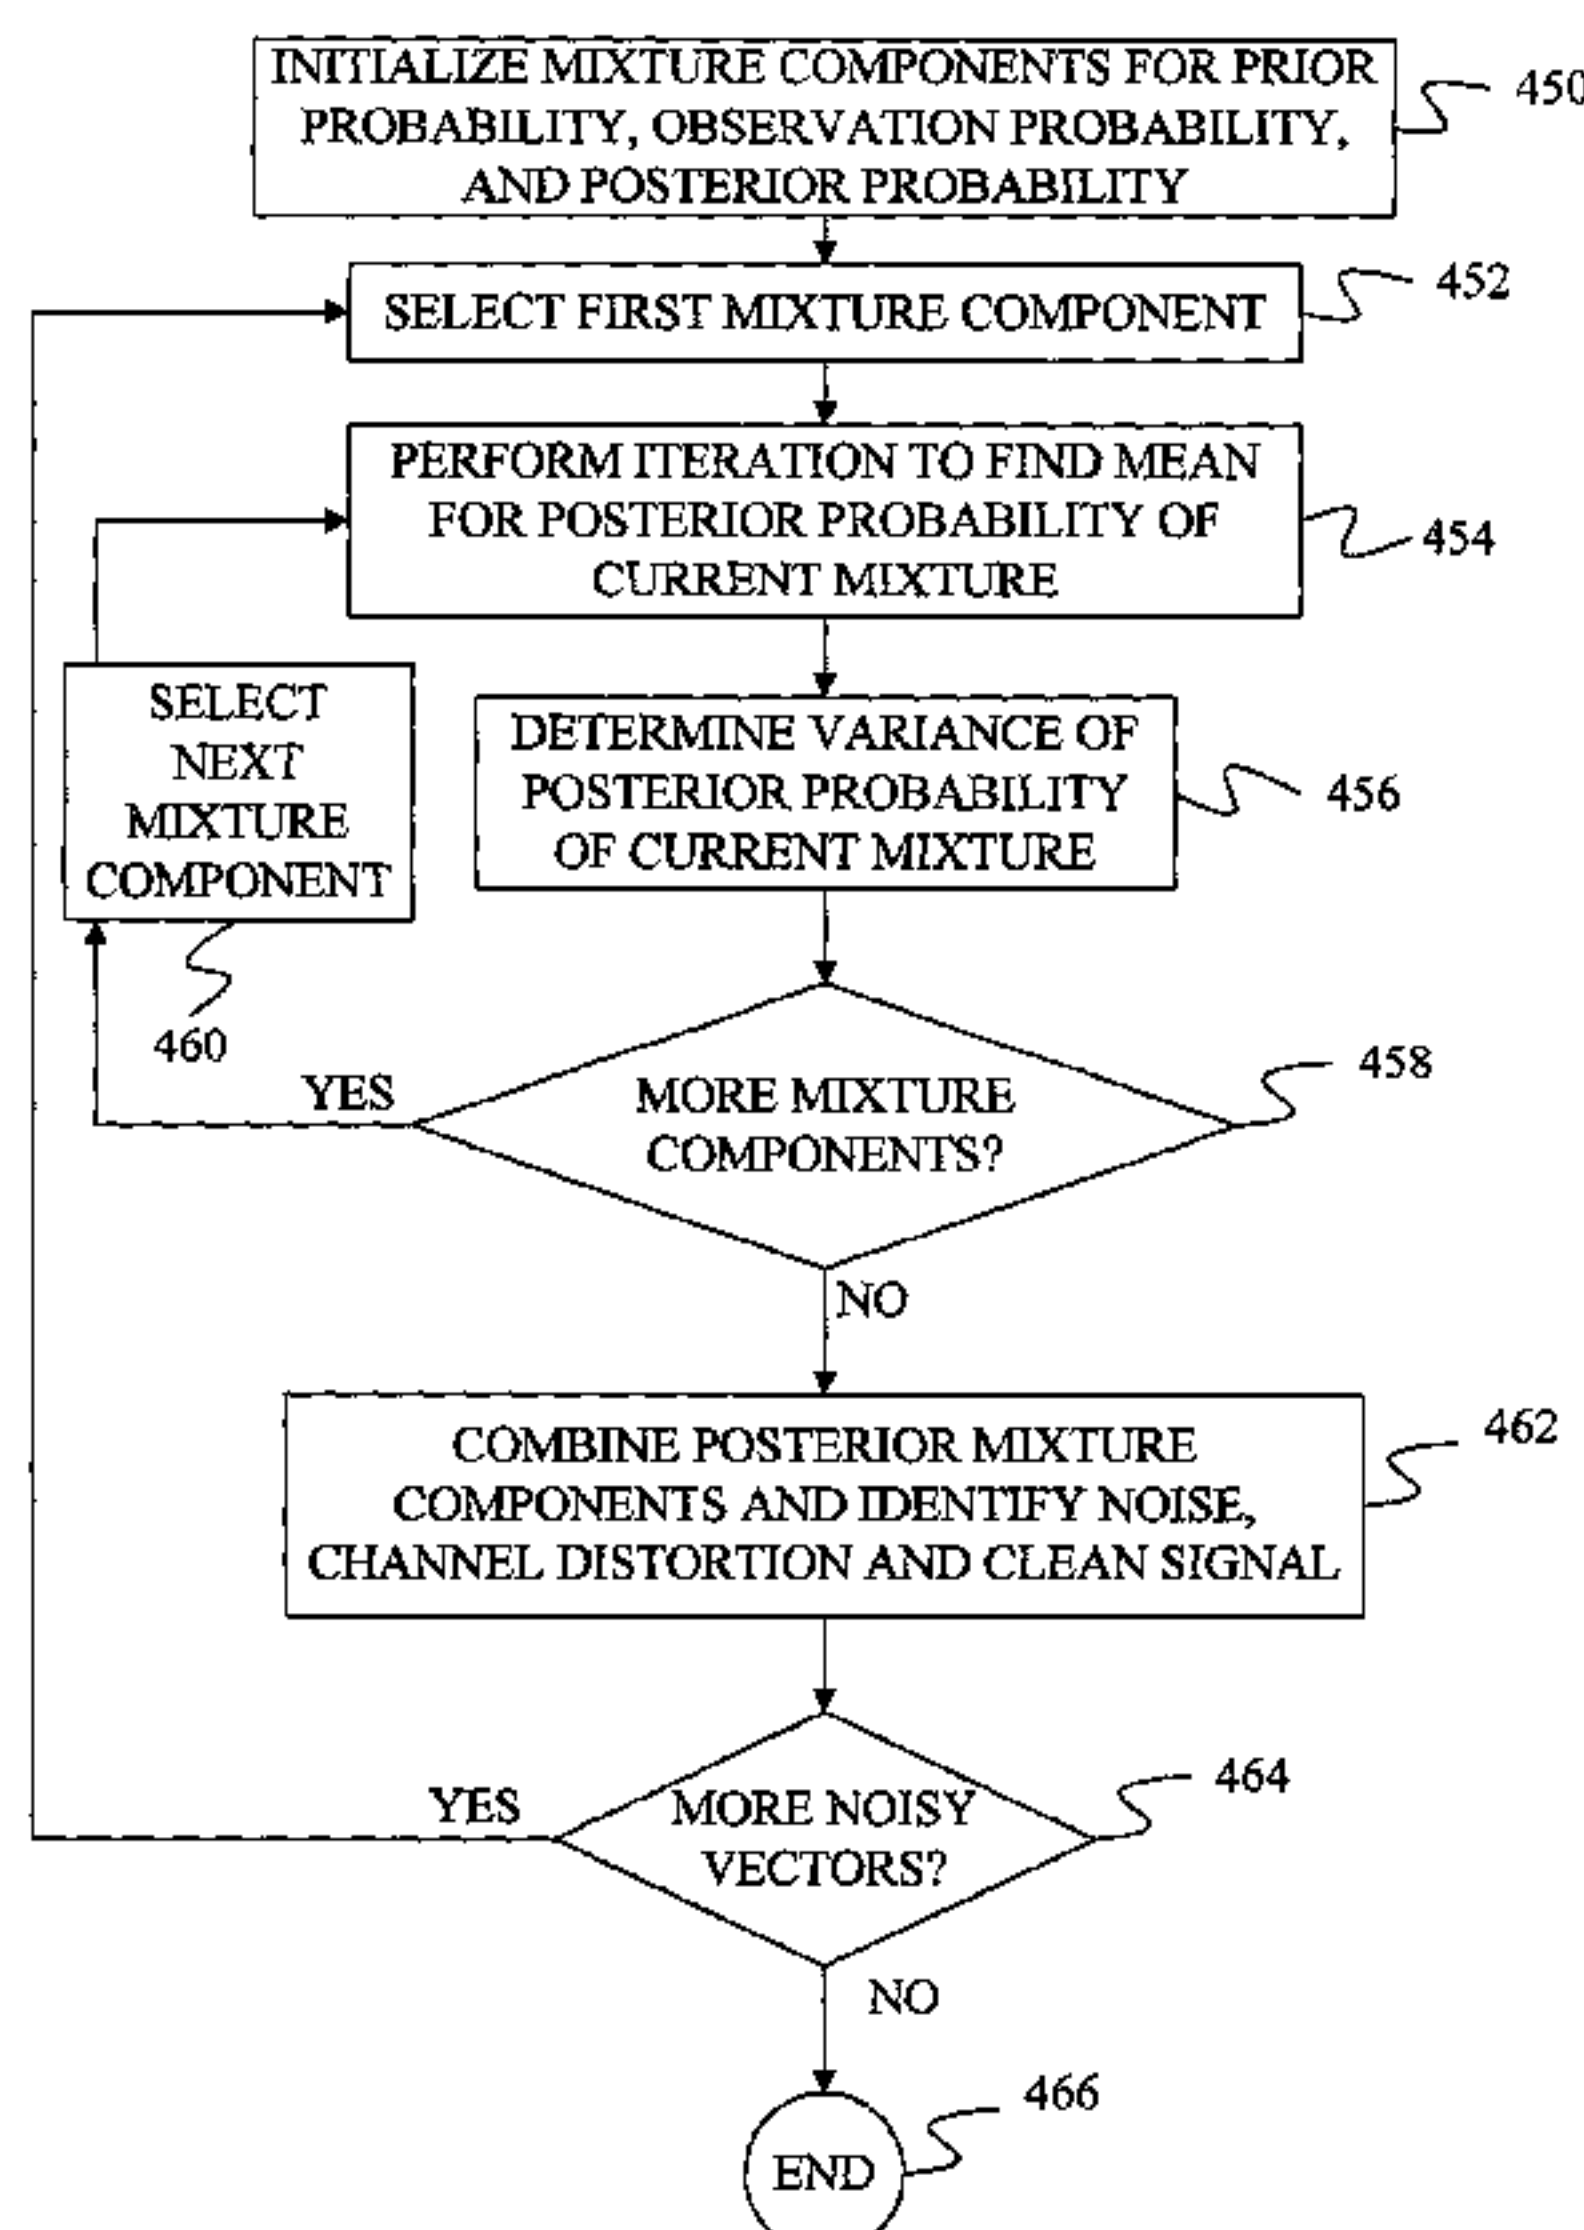 INITIALIZE MIXTURE COMPONENTS FOR PRIOR
PROBABILITY, OBSERVATION PROBABILITY,
AND POSTERIOR PROBABILITY
450
SELECT FIRST MIXTURE COMPONENT
452
PERFORM ITERATION TO FIND MEAN
FOR POSTERIOR PROBABILITY OF
CURRENT MIXTURE
454
SELECT
NEXT
MIXTURE
COMPONENT
460
DETERMINE VARIANCE OF
POSTERIOR PROBABILITY
OF CURRENT MIXTURE
456
YES
MORE MIXTURE
COMPONENTS?
458
NO
COMBINE POSTERIOR MIXTURE
COMPONENTS AND IDENTIFY NOISE,
CHANNEL DISTORTION AND CLEAN SIGNAL
462
YES
MORE NOISY
VECTORS?
464
NO
END
466